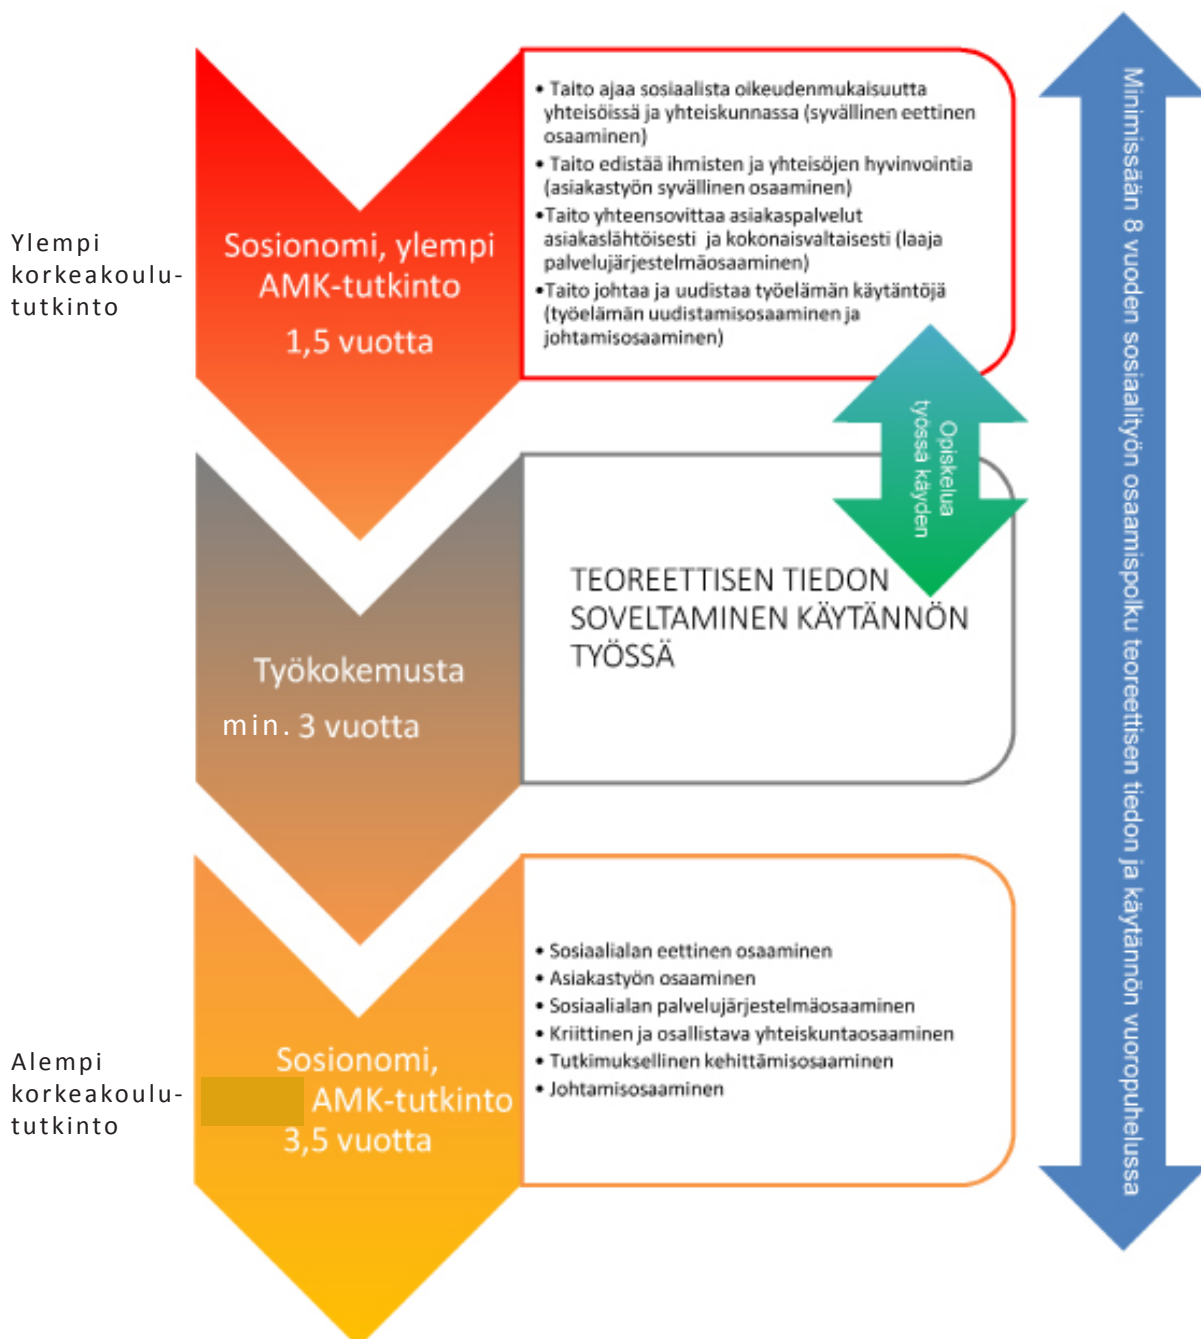 Ylempi
korkeakoulu-
tutkinto
Sosionomi, ylempi
AMK-tutkinto
1,5 vuotta
• Taito ajaa sosiaalista oikeudenmukaisuutta
yhteisöissä ja yhteiskunnassa (syvällinen eettinen
osaaminen)
• Taito edistää ihmisten ja yhteisöjen hyvinvointia
(asiakastyön syvällinen osaaminen)
•Taito yhteensovittaa asiakaspalvelut
asiakaslähtöisesti ja kokonaisvaltaisesti (laaja
palvelujärjestelmäosaaminen)
•Taito johtaa ja uudistaa työelämän käytäntöjä
(työelämän uudistamisosaaminen ja
johtamisosaaminen)
Opiskelua
työssä käyden
Työkokemusta
min. 3 vuotta
TEOREETTISEN TIEDON
SOVELTAMINEN KÄYTÄNNÖN
TYÖSSÄ
Alempi
korkeakoulu-
tutkinto
Sosionomi,
AMK-tutkinto
3,5 vuotta
• Sosiaalialan eettinen osaaminen
• Asiakastyön osaaminen
• Sosiaalialan palvelujärjestelmäosaaminen
• Kriittinen ja osallistava yhteiskuntaosaaminen
• Tutkimuksellinen kehittämisosaaminen
• Johtamisosaaminen
Minimissään 8 vuoden sosiaalityön osaamispolku teoreettisen tiedon ja käytännön vuoropuhelussa